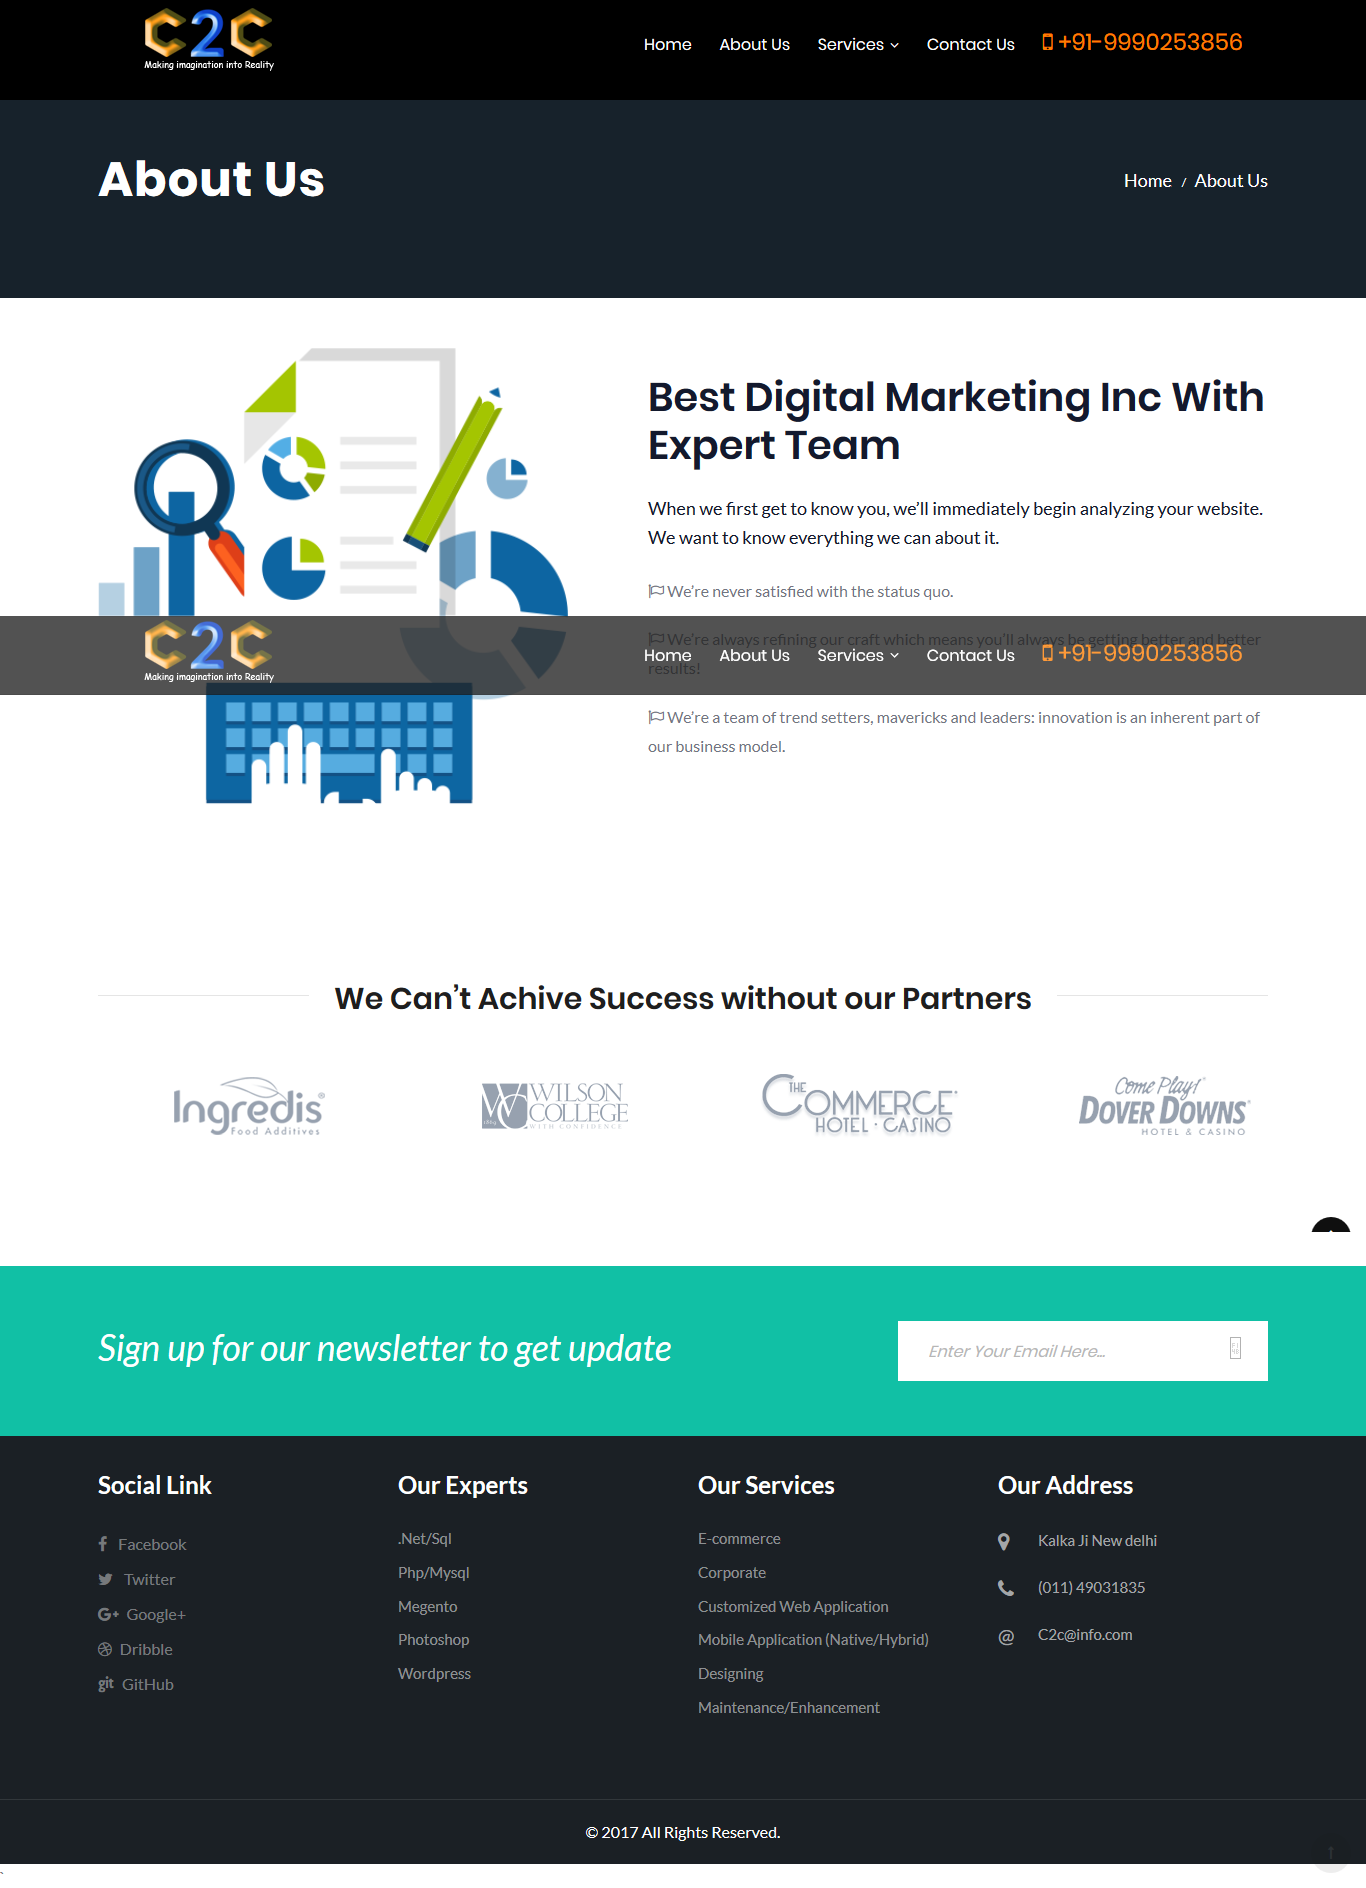 C2C
Making imagination into Reality
Home
About Us
Services
Contact Us
+91-9990253856
About Us
Home / About Us
Best Digital Marketing Inc With
Expert Team
When we first get to know you, we’ll immediately begin analyzing your website.
We want to know everything we can about it.
We’re never satisfied with the status quo.
We’re always refining our craft which means you’ll always be getting better and better
results!
C2C
Making imagination into Reality
Home
About Us
Services
Contact Us
+91-9990253856
We’re a team of trend setters, mavericks and leaders: innovation is an inherent part of
our business model.
We Can’t Achive Success without our Partners
Ingredis®
Food Additives
WILSON
COLLEGE
WITH CONFIDENCE
1869
THE
COMMERCE
HOTEL · CASINO
Come Play!
DOVER DOWNS
HOTEL & CASINO
Sign up for our newsletter to get update
Enter Your Email Here...
Social Link
Facebook
Twitter
Google+
Dribble
git GitHub
Our Experts
.Net/Sql
Php/Mysql
Megento
Photoshop
Wordpress
Our Services
E-commerce
Corporate
Customized Web Application
Mobile Application (Native/Hybrid)
Designing
Maintenance/Enhancement
Our Address
Kalka Ji New delhi
(011) 49031835
@ C2c@info.com
© 2017 All Rights Reserved.
`